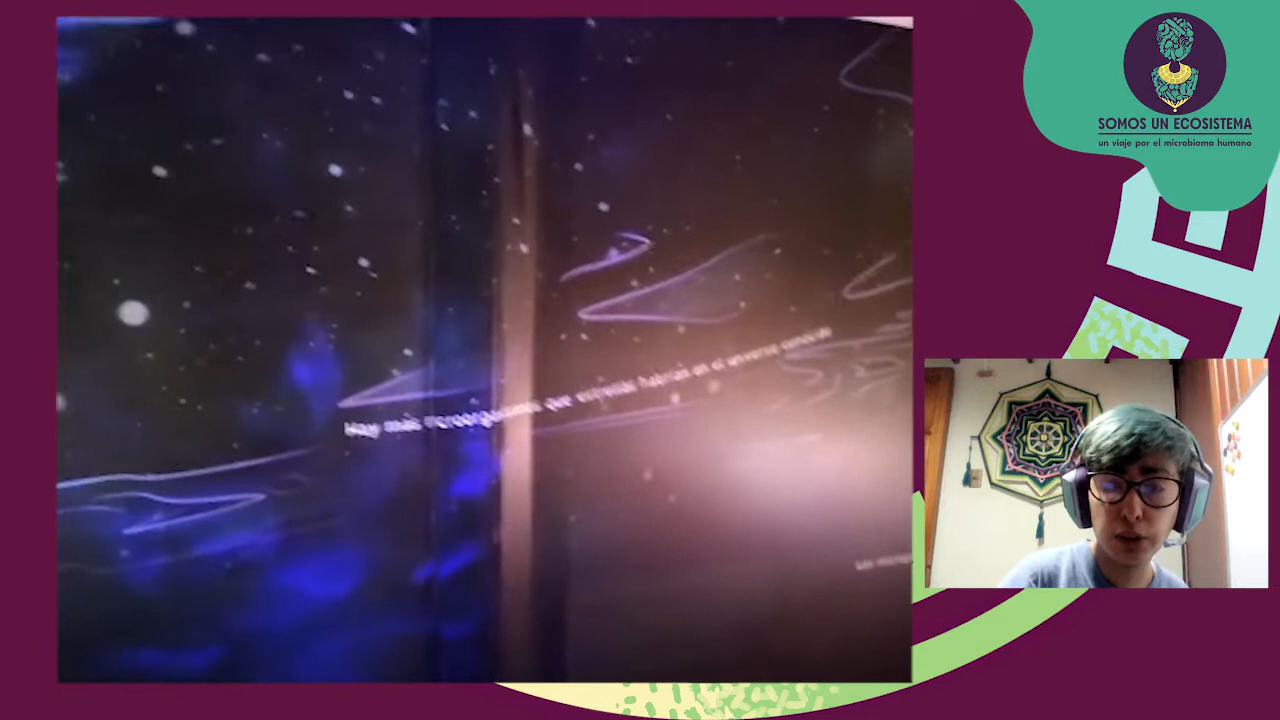 SOMOS UN ECOSISTEMA
un viaje por el microbioma humano
Hay más microorganismos que estrellas habrían en el universo conocido
Los